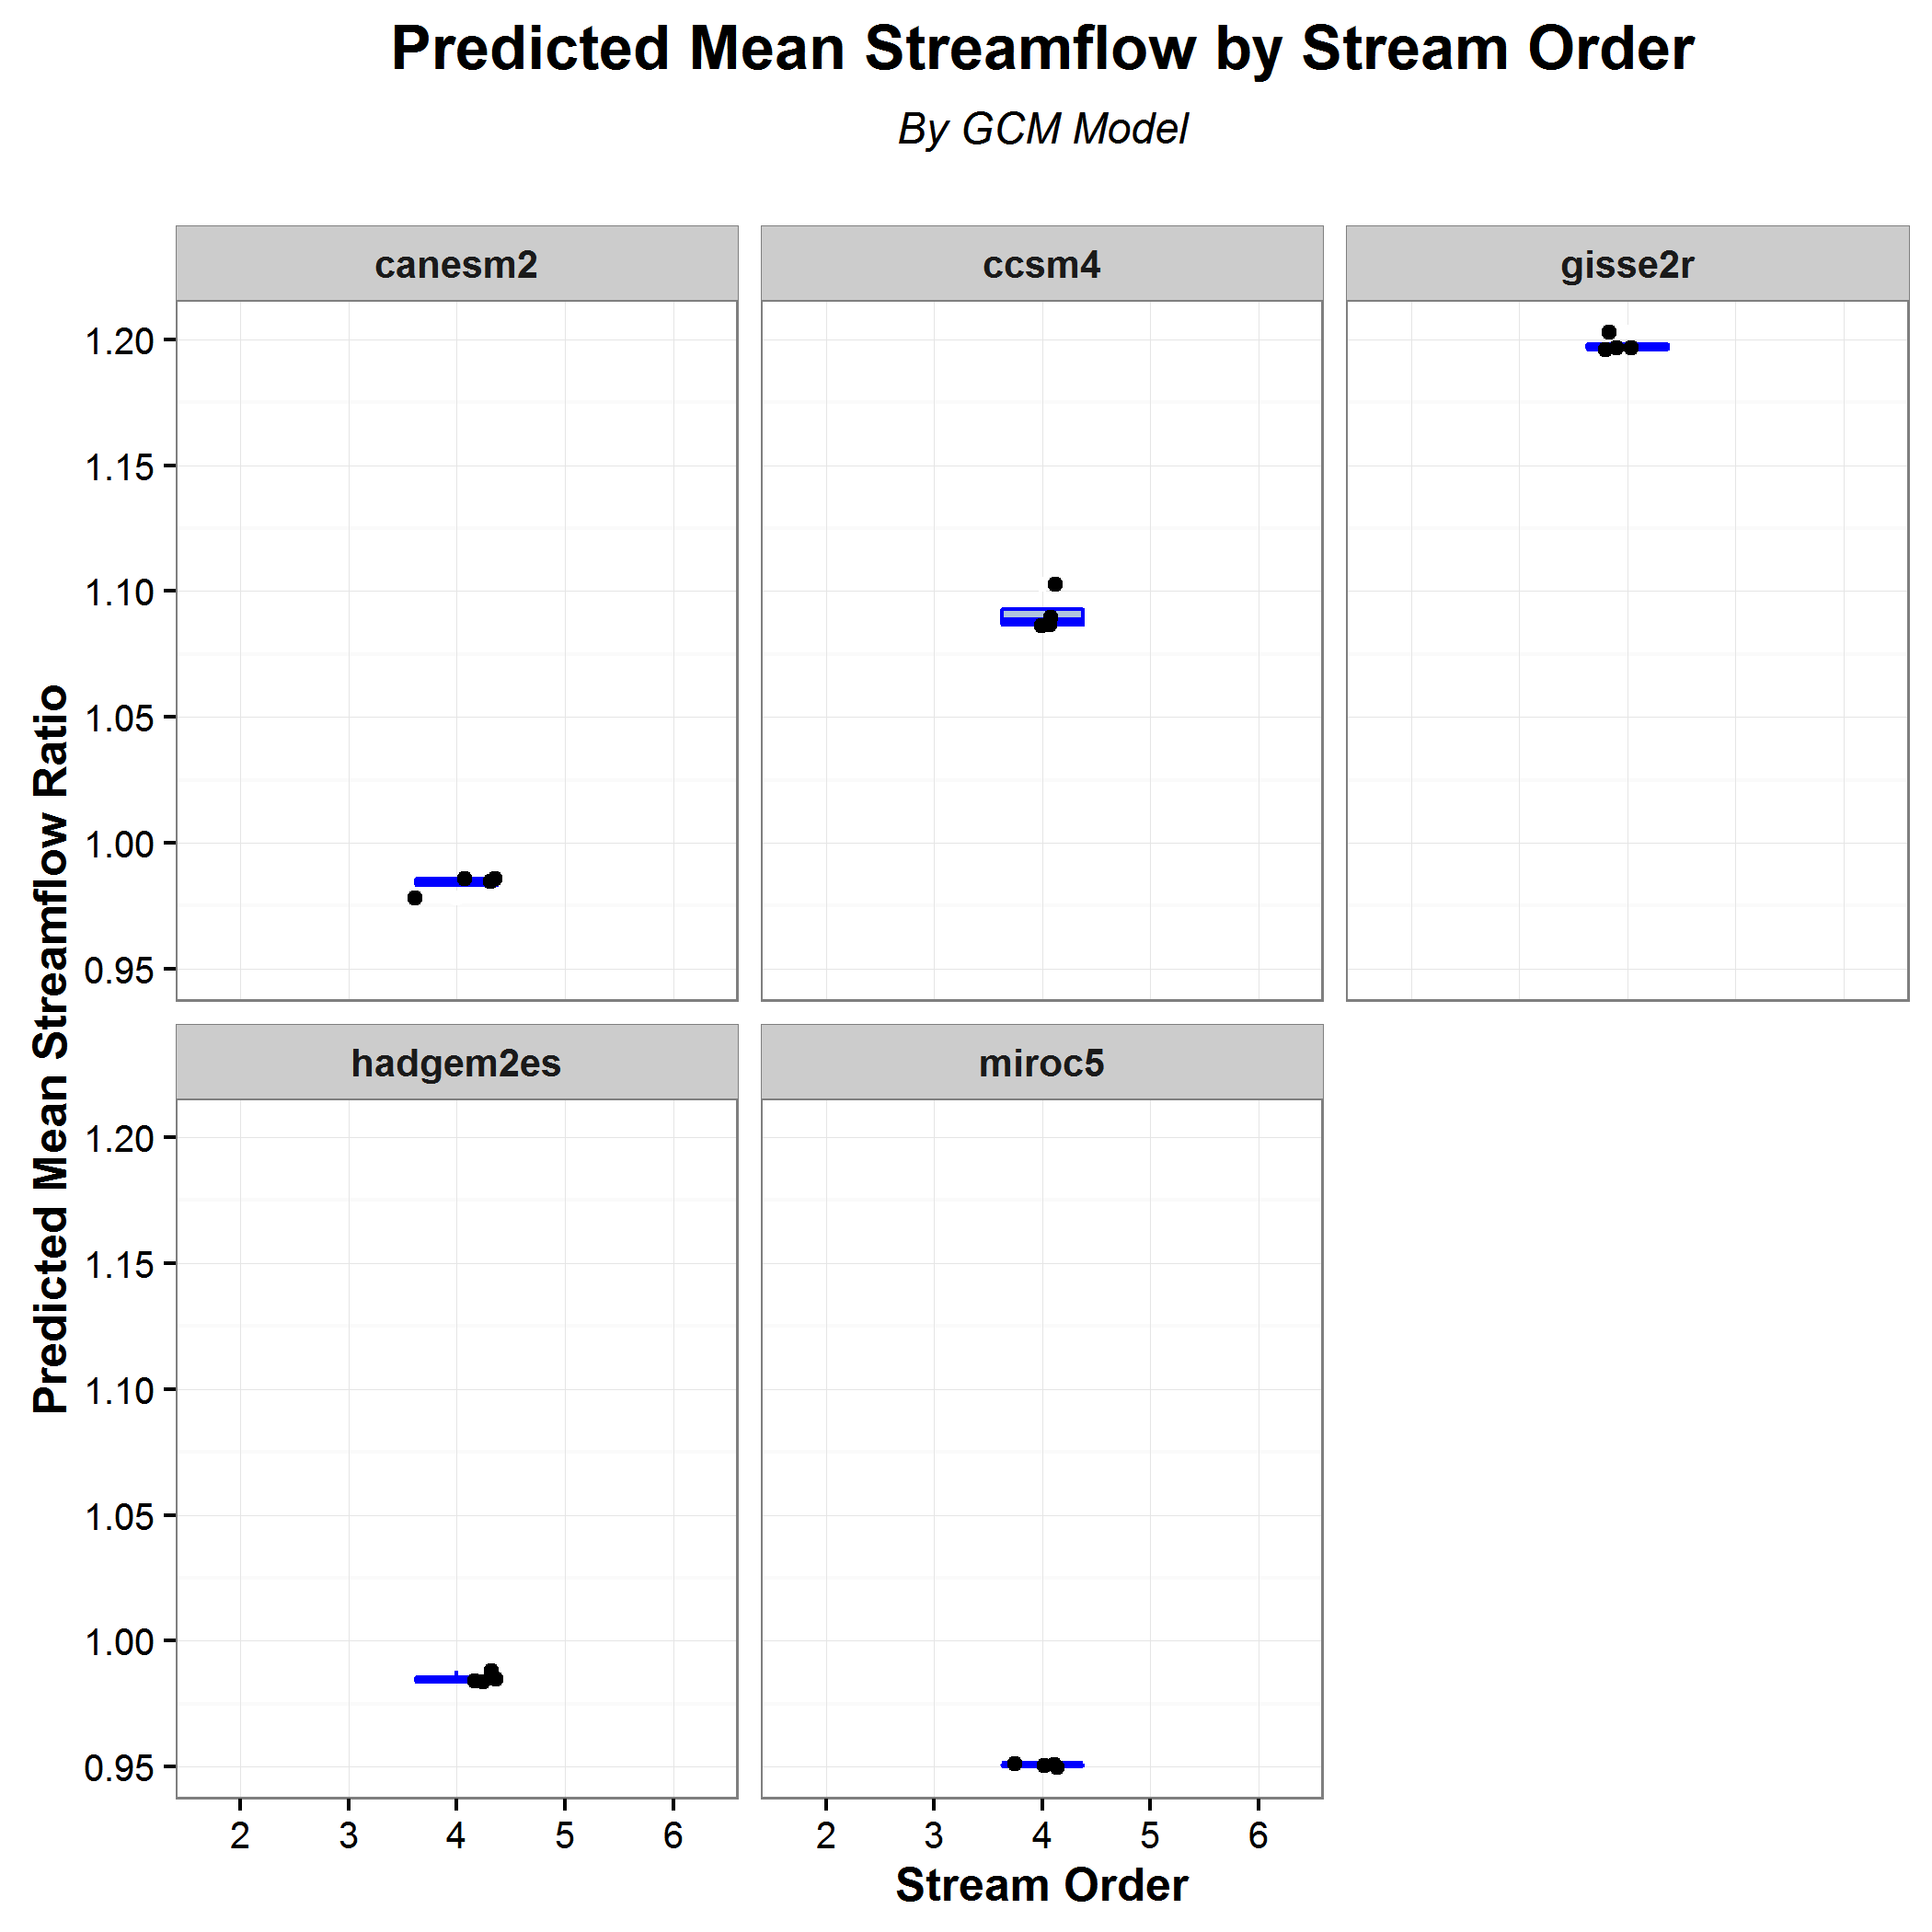 Predicted Mean Streamflow by Stream Order
By GCM Model
canesm2
ccsm4
gisse2r
1.20
1.15
1.10
1.05
1.00
0.95
Predicted Mean Streamflow Ratio
hadgem2es
miroc5
1.20
1.15
1.10
1.05
1.00
0.95
2 3 4 5 6
2 3 4 5 6
Stream Order